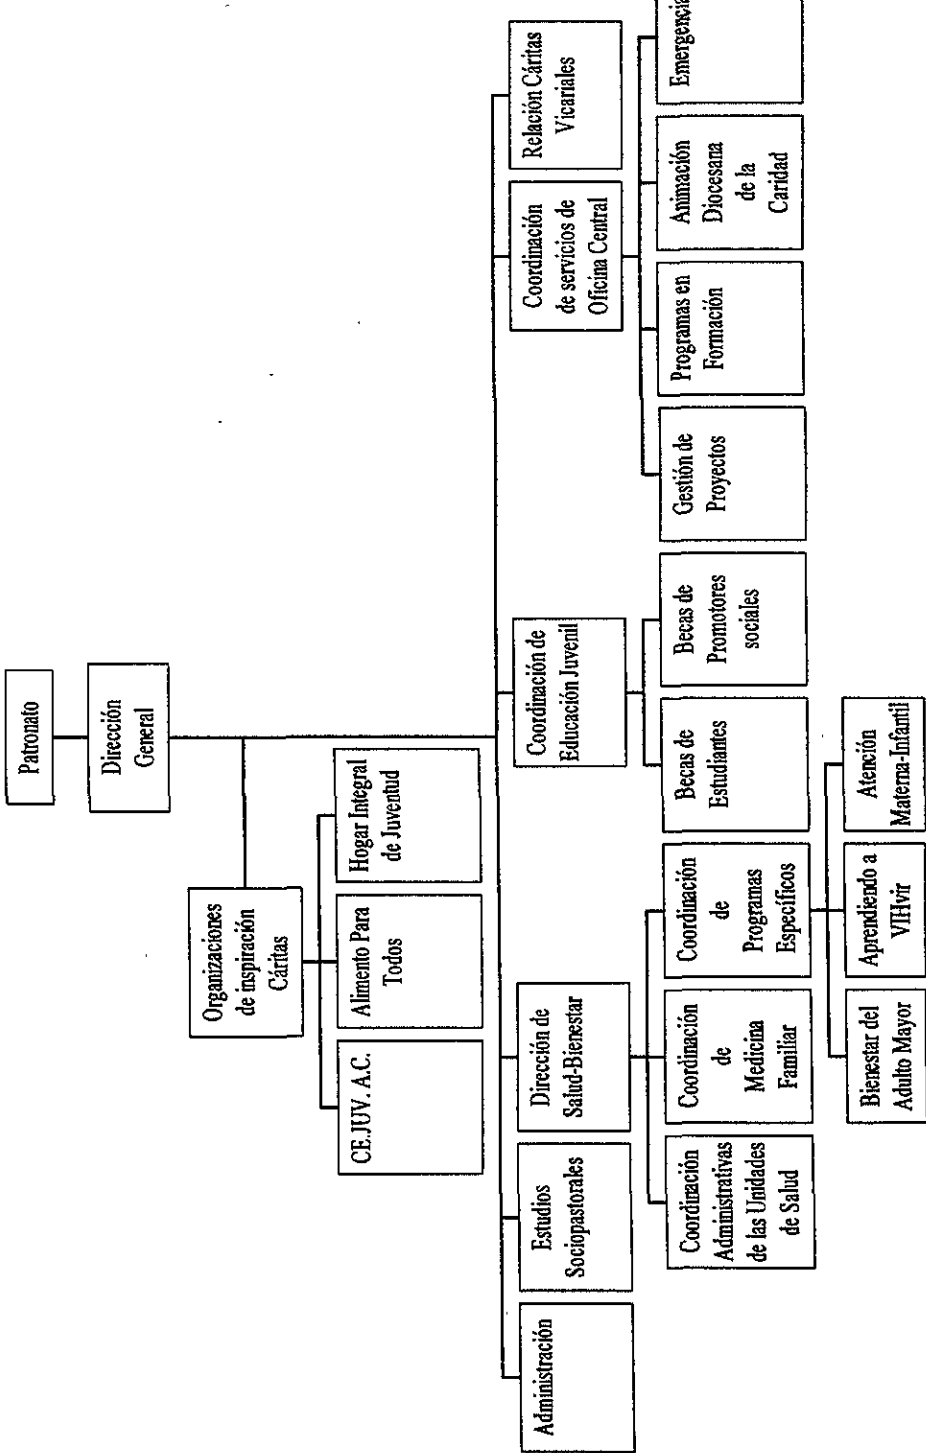 Patronato
Dirección
General
Organizaciones
de inspiración
Cáritas
CE.JUV. A.C.
Alimento Para
Todos
Hogar Integral
de Juventud
Administración
Estudios
Sociopastorales
Dirección de
Salud-Bienestar
Coordinación de
Educación Juvenil
Coordinación
de servicios de
Oficina Central
Relación Cáritas
Vicariales
Coordinación
Administrativas
de las Unidades
de Salud
Coordinación
de
Medicina
Familiar
Coordinación
de
Programas
Específicos
Becas de
Estudiantes
Becas de
Promotores
sociales
Gestión de
Proyectos
Programas en
Formación
Animación
Diocesana
de la
Caridad
Emergencia
Bienestar del
Adulto Mayor
Aprendiendo a
VIHvir
Atención
Materna-Infantil